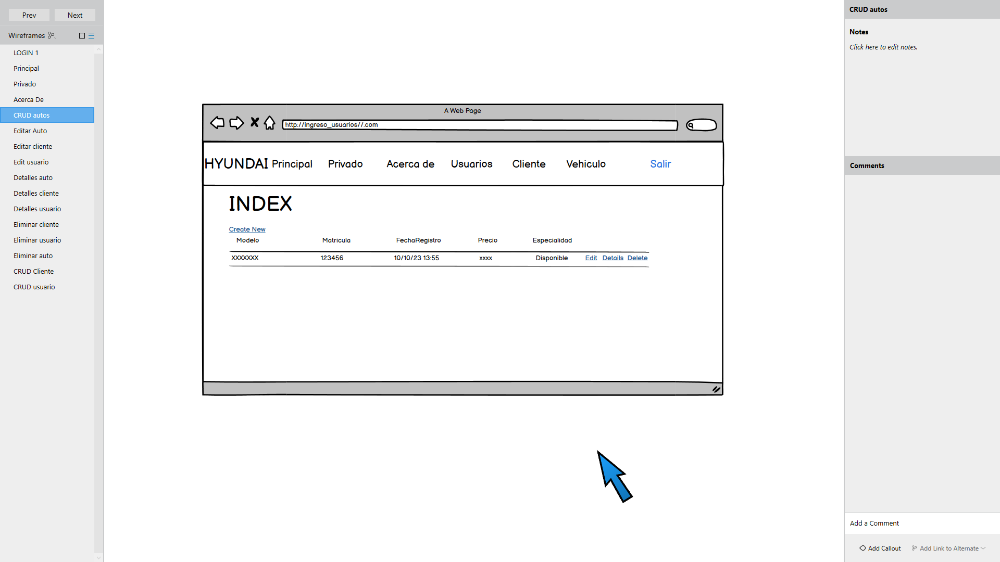 Prev Next
Wireframes
LOGIN 1
Principal
Privado
Acerca De
CRUD autos
Editar Auto
Editar cliente
Edit usuario
Detalles auto
Detalles cliente
Detalles usuario
Eliminar cliente
Eliminar usuario
Eliminar auto
CRUD Cliente
CRUD usuario
A Web Page
http://ingreso_usuarios//.com
HYUNDAI Principal Privado Acerca de Usuarios Cliente Vehiculo Salir
INDEX
Create New
Modelo Matricula FechaRegistro Precio Especialidad
XXXXXXX 123456 10/10/23 13:55 xxxx Disponible Edit Details Delete
CRUD autos
Notes
Click here to edit notes.
Comments
Add a Comment
Add Callout Add Link to Alternate